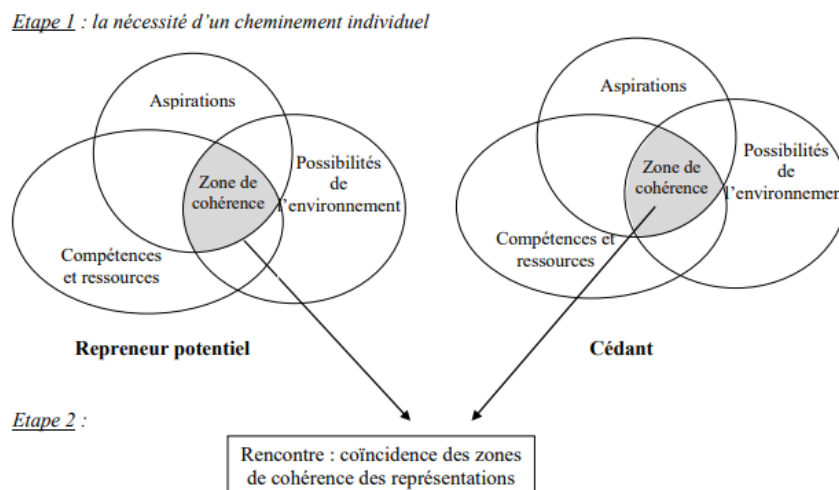 Etape 1 : la nécessité d'un cheminement individuel
Aspirations
Possibilités
de
l'environnement
Zone de
cohérence
Compétences et
ressources
Repreneur potentiel
Aspirations
Possibilités
de
l'environnement
Zone de
cohérence
Compétences et
ressources
Cédant
Etape 2 :
Rencontre : coïncidence des zones
de cohérence des représentations